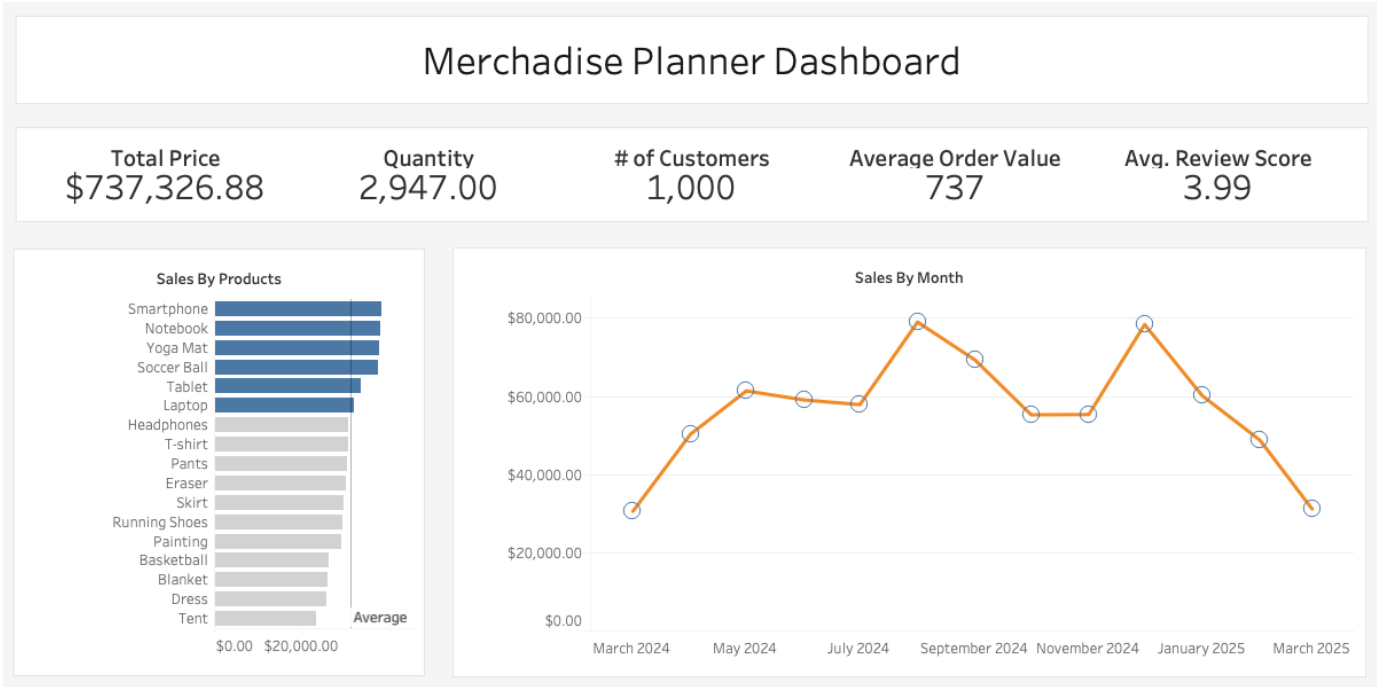 Merchadise Planner Dashboard
Total Price
$737,326.88
Quantity
2,947.00
# of Customers
1,000
Average Order Value
737
Avg. Review Score
3.99
Sales By Products
Smartphone
Notebook
Yoga Mat
Soccer Ball
Tablet
Laptop
Headphones
T-shirt
Pants
Eraser
Skirt
Running Shoes
Painting
Basketball
Blanket
Dress
Tent
Average
$0.00 $20,000.00
Sales By Month
$80,000.00
$60,000.00
$40,000.00
$20,000.00
$0.00
March 2024 May 2024 July 2024 September 2024 November 2024 January 2025 March 2025